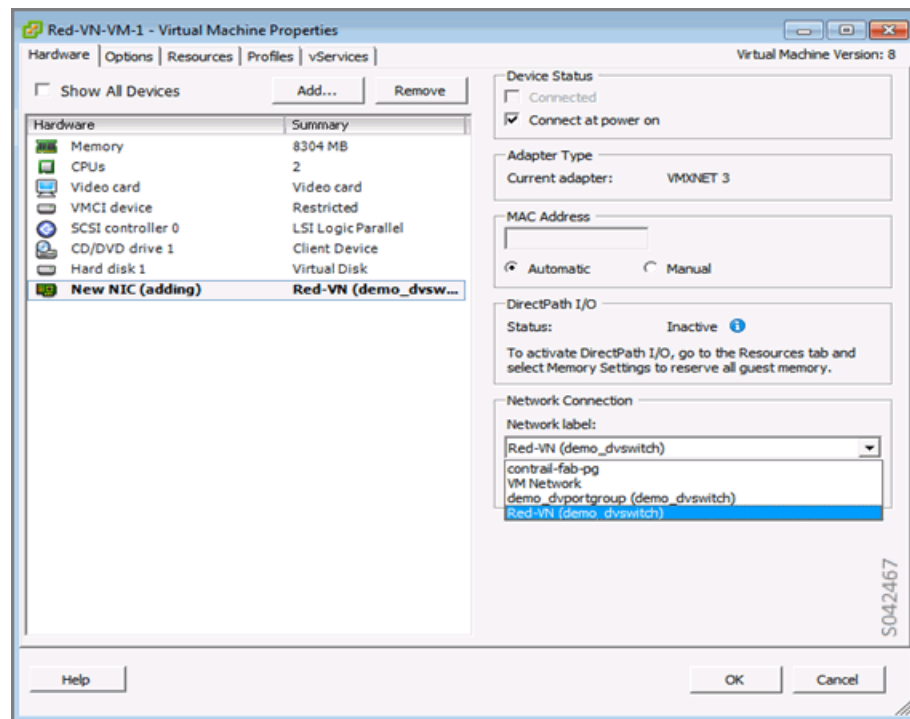 Red-VN-VM-1 - Virtual Machine Properties
Hardware Options Resources Profiles vServices Virtual Machine Version: 8
Show All Devices Add... Remove
Hardware Summary
Memory 8304 MB
CPUs 2
Video card Video card
VMCI device Restricted
SCSI controller 0 LSI Logic Parallel
CD/DVD drive 1 Client Device
Hard disk 1 Virtual Disk
New NIC (adding) Red-VN (demo_dvsw...
Device Status
Connected
Connect at power on
Adapter Type
Current adapter: VMXNET 3
MAC Address
Automatic Manual
DirectPath I/O
Status: Inactive
To activate DirectPath I/O, go to the Resources tab and
select Memory Settings to reserve all guest memory.
Network Connection
Network label:
Red-VN (demo_dvswitch)
contrail-fab-pg
VM Network
demo_dvportgroup (demo_dvswitch)
Red-VN (demo_dvswitch)
S042467
Help OK Cancel